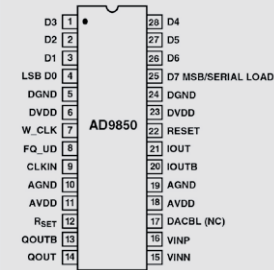 D3 1 28 D4
D2 2 27 D5
D1 3 26 D6
LSB D0 4 25 D7 MSB/SERIAL LOAD
DGND 5 24 DGND
DVDD 6 23 DVDD
W_CLK 7 22 RESET
AD9850
FQ_UD 8 21 IOUT
CLKIN 9 20 IOUTB
AGND 10 19 AGND
AVDD 11 18 AVDD
RSET 12 17 DACBL (NC)
QOUTB 13 16 VINP
QOUT 14 15 VINN